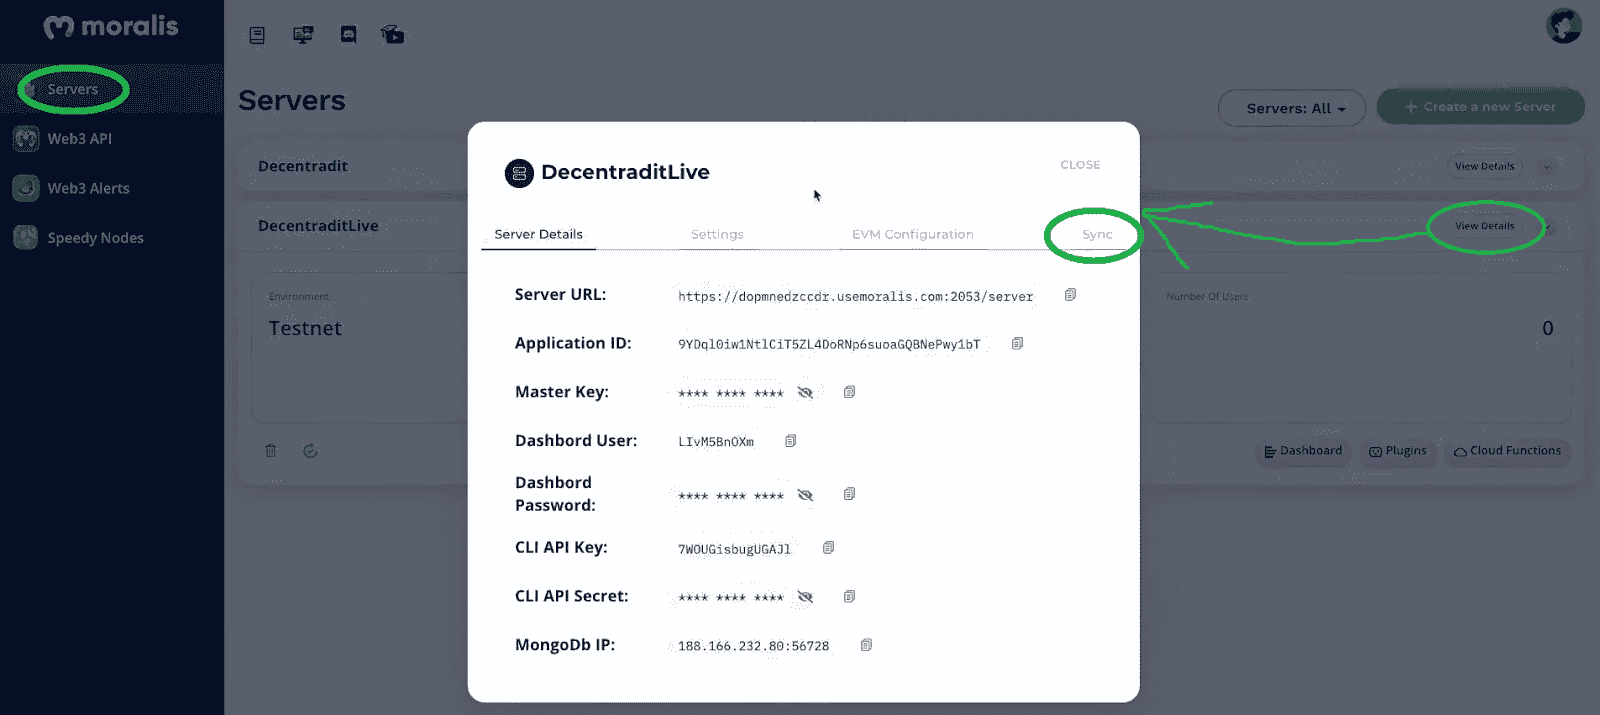 moralis
Servers
Web3 API
Web3 Alerts
Speedy Nodes
Servers
Servers: All
+ Create a new Server
Decentradit
View Details
DecentraditLive
View Details
Environment
Testnet
Number Of Users
0
Dashboard
Plugins
Cloud Functions
DecentraditLive
CLOSE
Server Details
Settings
EVM Configuration
Sync
Server URL: https://dopmnedzccdr.usemoralis.com:2053/server
Application ID: 9YDql0iw1NtlCiT5ZL4DoRNp6suoaGQBNePwy1bT
Master Key: **** **** ****
Dashbord User: LIvM5BnOXm
Dashbord
Password: **** **** ****
CLI API Key: 7WOUGisbugUGAJl
CLI API Secret: **** **** ****
MongoDb IP: 188.166.232.80:56728